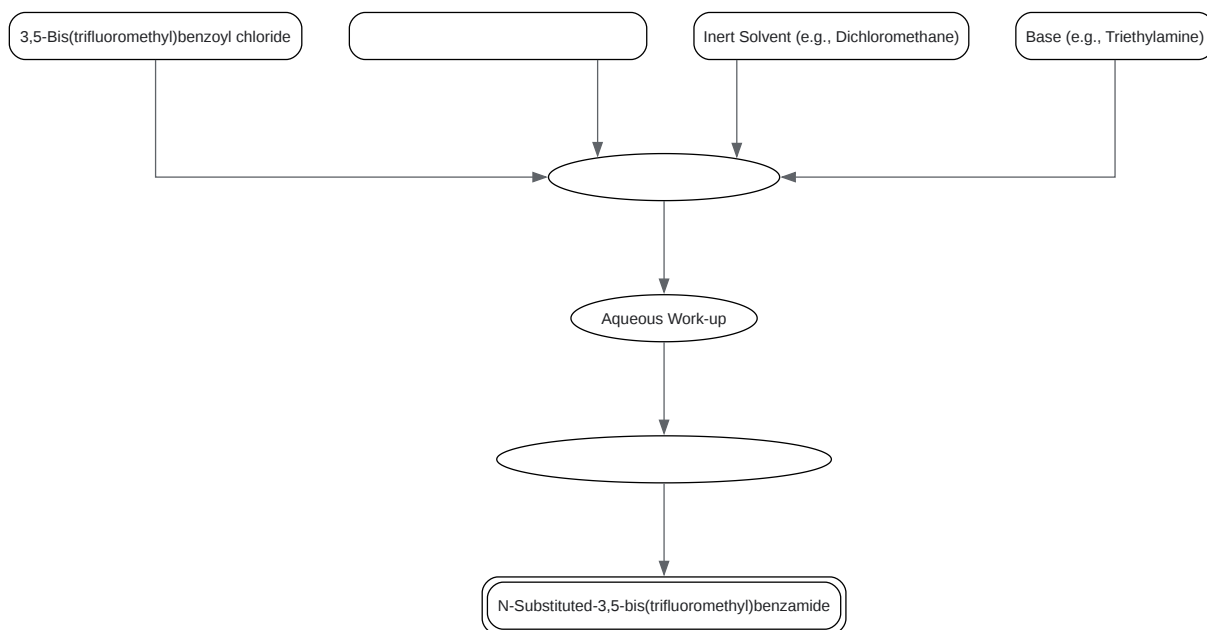 3,5-Bis(trifluoromethyl)benzoyl chloride
Inert Solvent (e.g., Dichloromethane)
Base (e.g., Triethylamine)
Aqueous Work-up
N-Substituted-3,5-bis(trifluoromethyl)benzamide